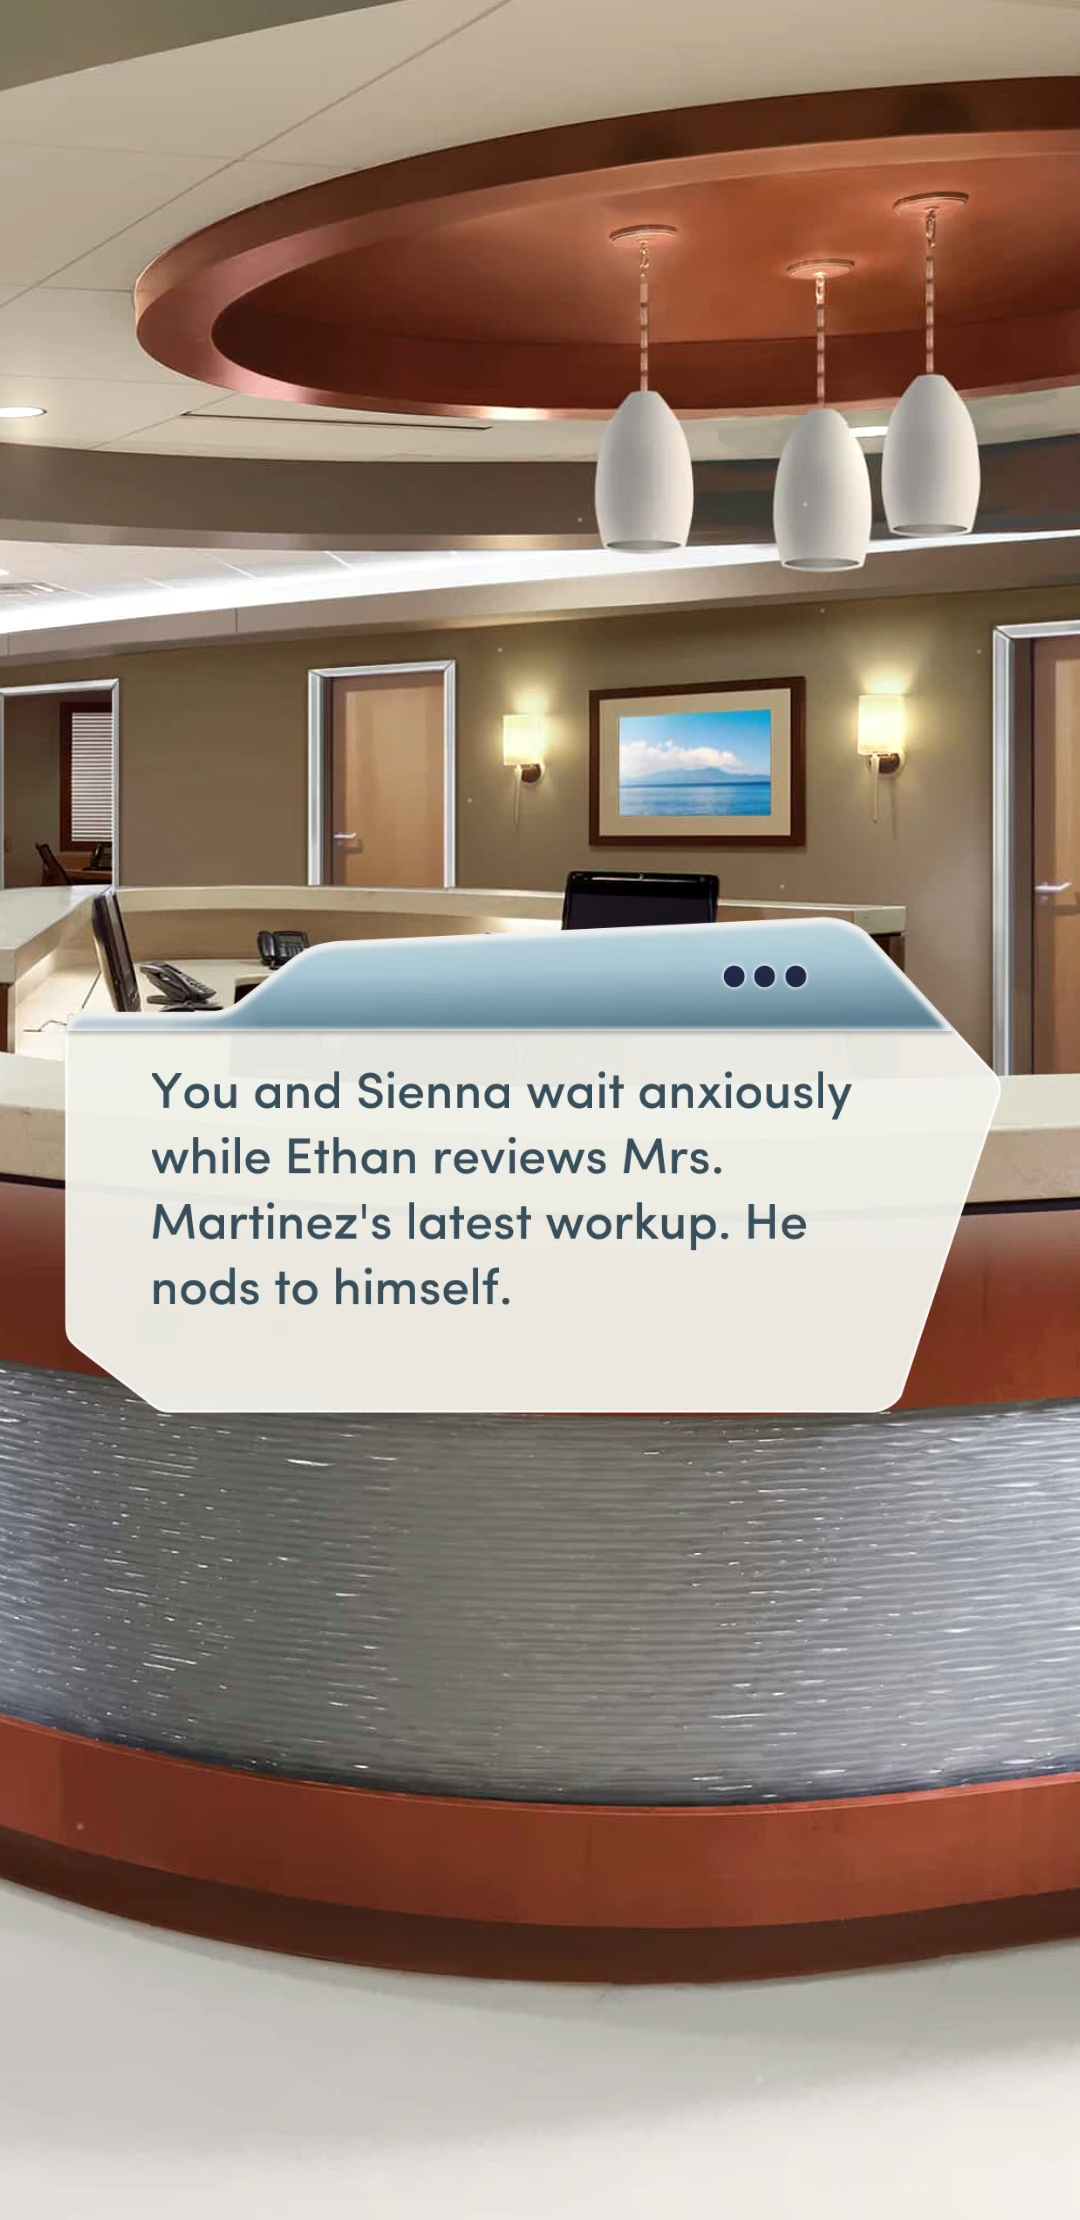 You and Sienna wait anxiously
while Ethan reviews Mrs.
Martinez's latest workup. He
nods to himself.